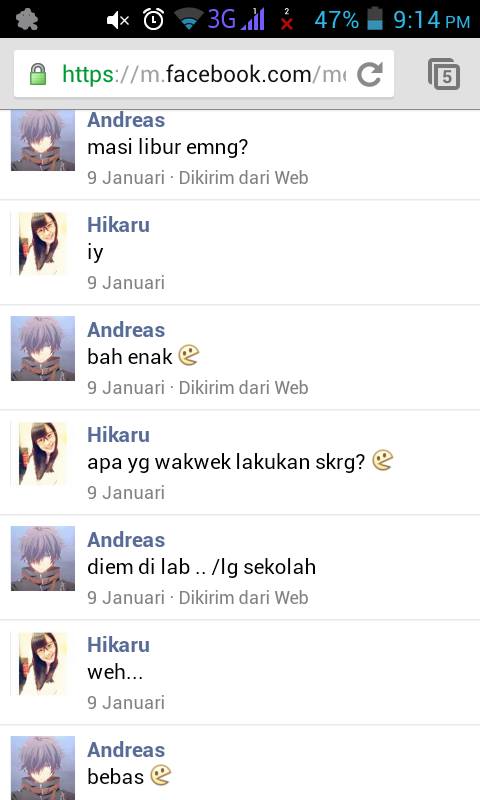 3G
1
2
47%
9:14 PM
https://m.facebook.com/me
5
Andreas
masi libur emng?
9 Januari · Dikirim dari Web
Hikaru
iy
9 Januari
Andreas
bah enak
9 Januari · Dikirim dari Web
Hikaru
apa yg wakwek lakukan skrg?
9 Januari
Andreas
diem di lab .. /lg sekolah
9 Januari · Dikirim dari Web
Hikaru
weh...
9 Januari
Andreas
bebas